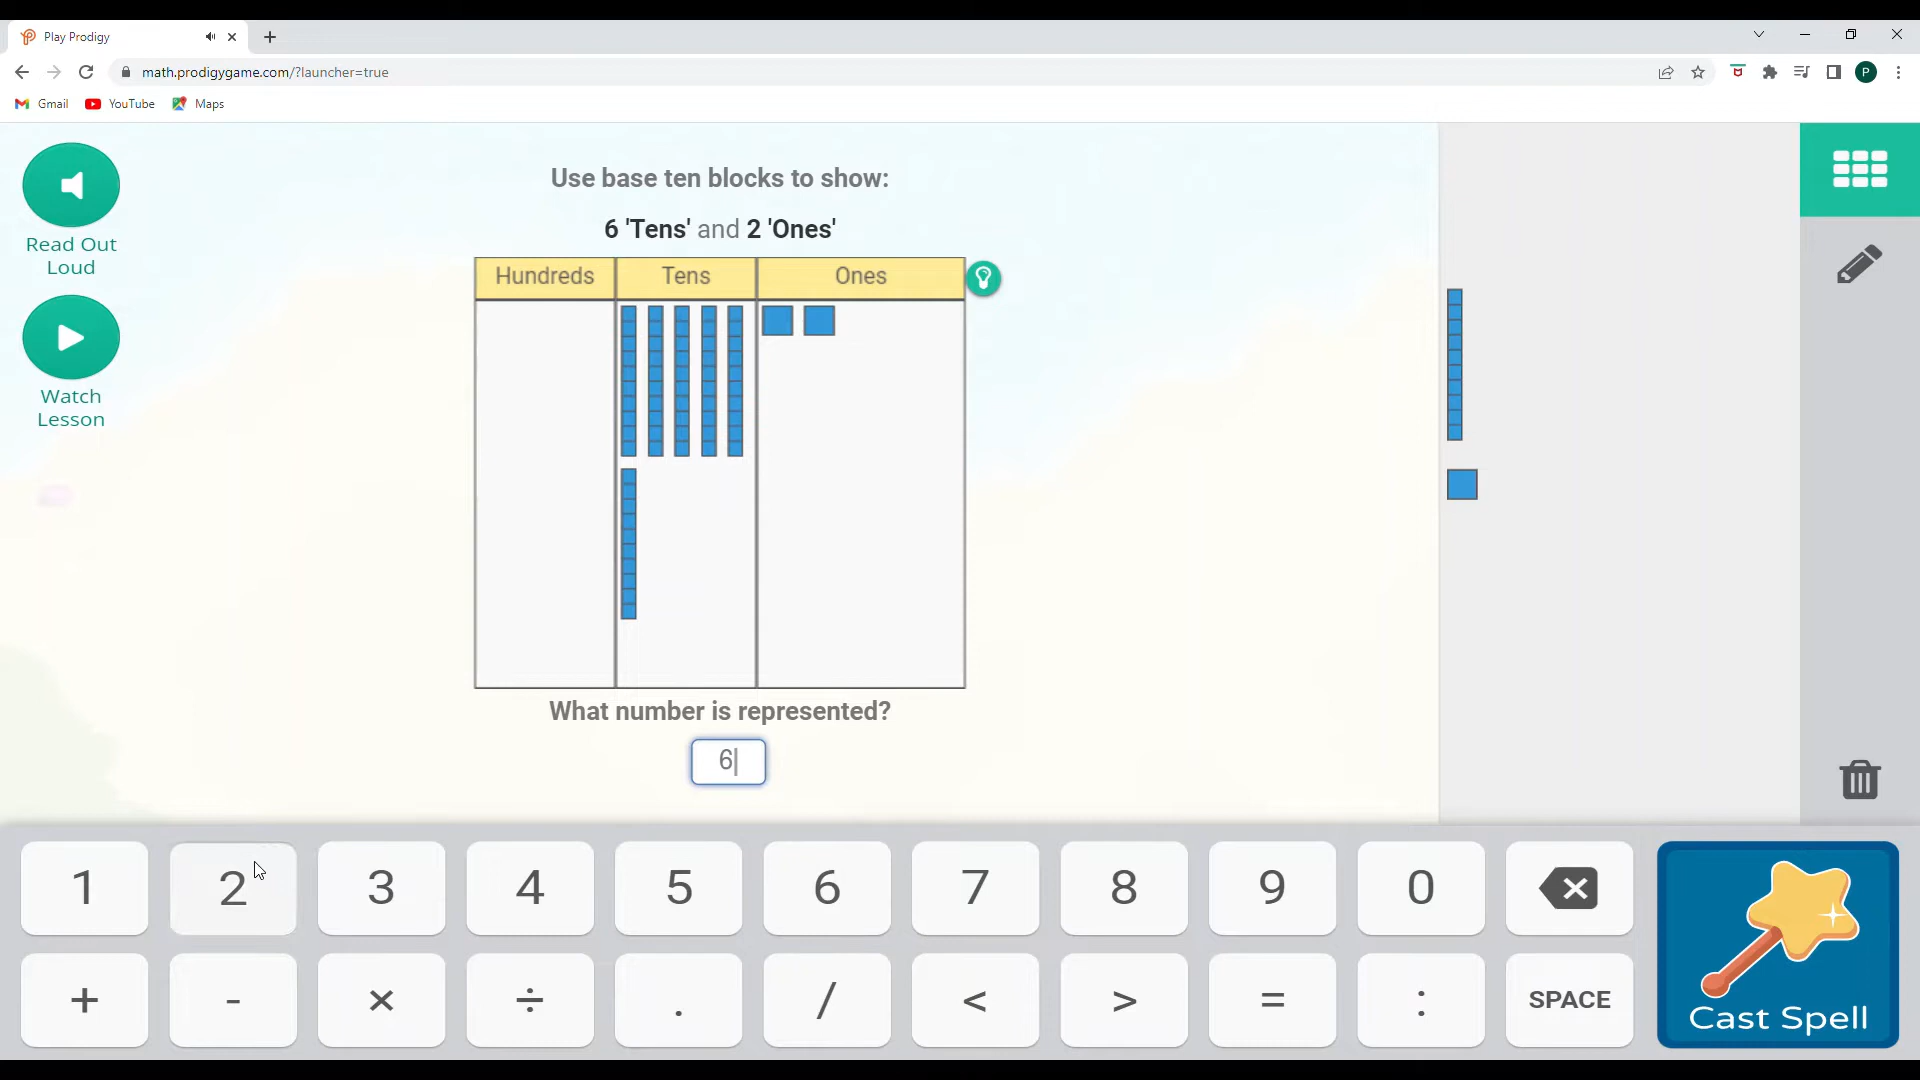 Play Prodigy
math.prodigygame.com/?launcher=true
P
Gmail YouTube Maps
Read Out
Loud
Watch
Lesson
Use base ten blocks to show:
6 'Tens' and 2 'Ones'
Hundreds Tens Ones
What number is represented?
6
1 2 3 4 5 6 7 8 9 0
+ - × ÷ . / < > = : SPACE
Cast Spell